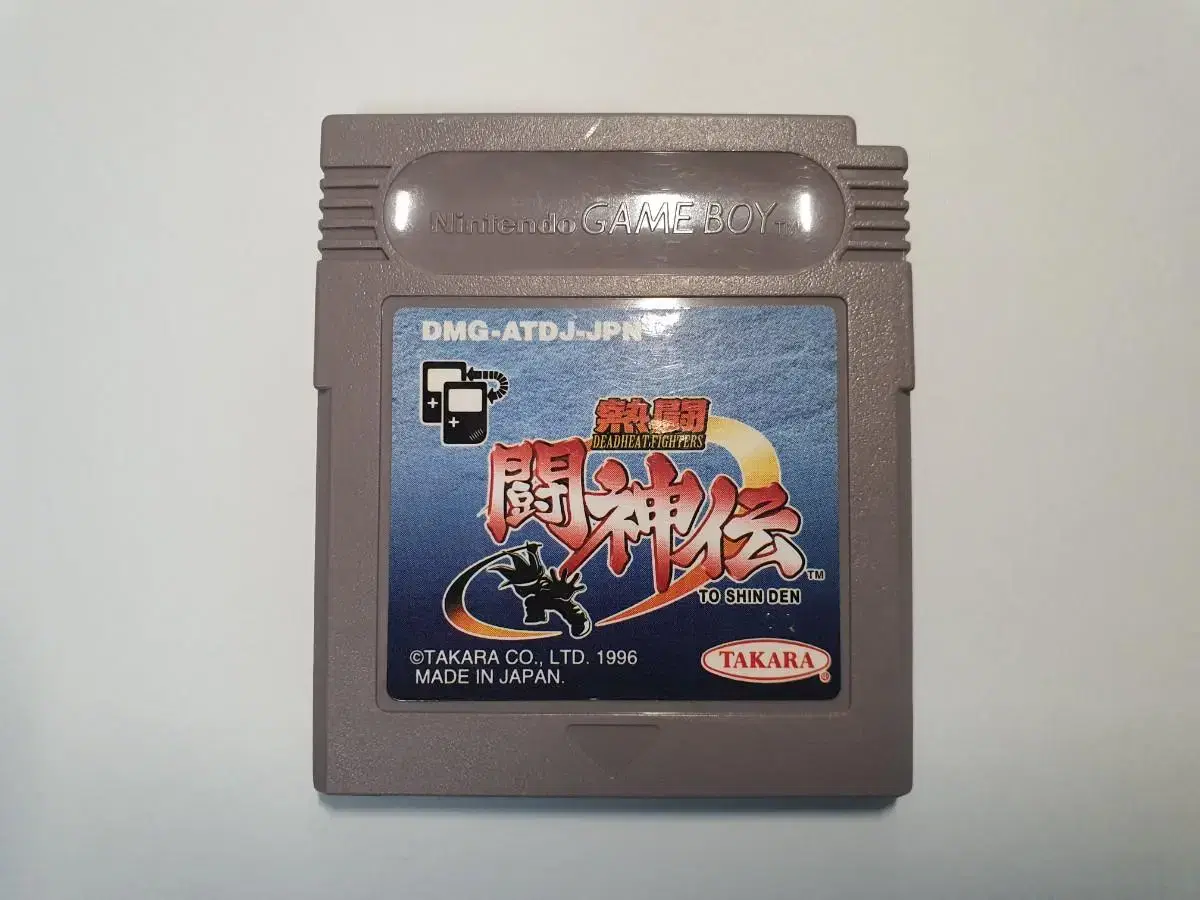 Nintendo GAME BOY TM
DMG-ATDJ-JPN
熱闘
DEADHEAT FIGHTERS
闘神伝 TM
TO SHIN DEN
©TAKARA CO., LTD. 1996
MADE IN JAPAN.
TAKARA ®